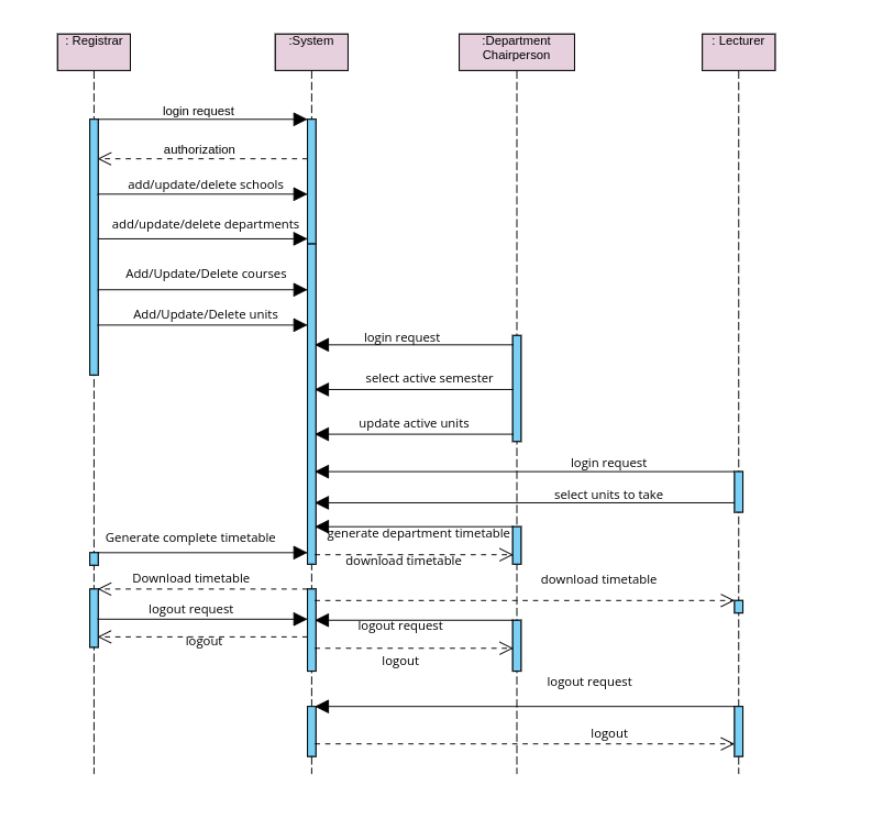 : Registrar
:System
:Department
Chairperson
: Lecturer
login request
authorization
add/update/delete schools
add/update/delete departments
Add/Update/Delete courses
Add/Update/Delete units
login request
select active semester
update active units
login request
select units to take
generate department timetable
Generate complete timetable
download timetable
Download timetable
download timetable
logout request
logout request
logout
logout
logout request
logout